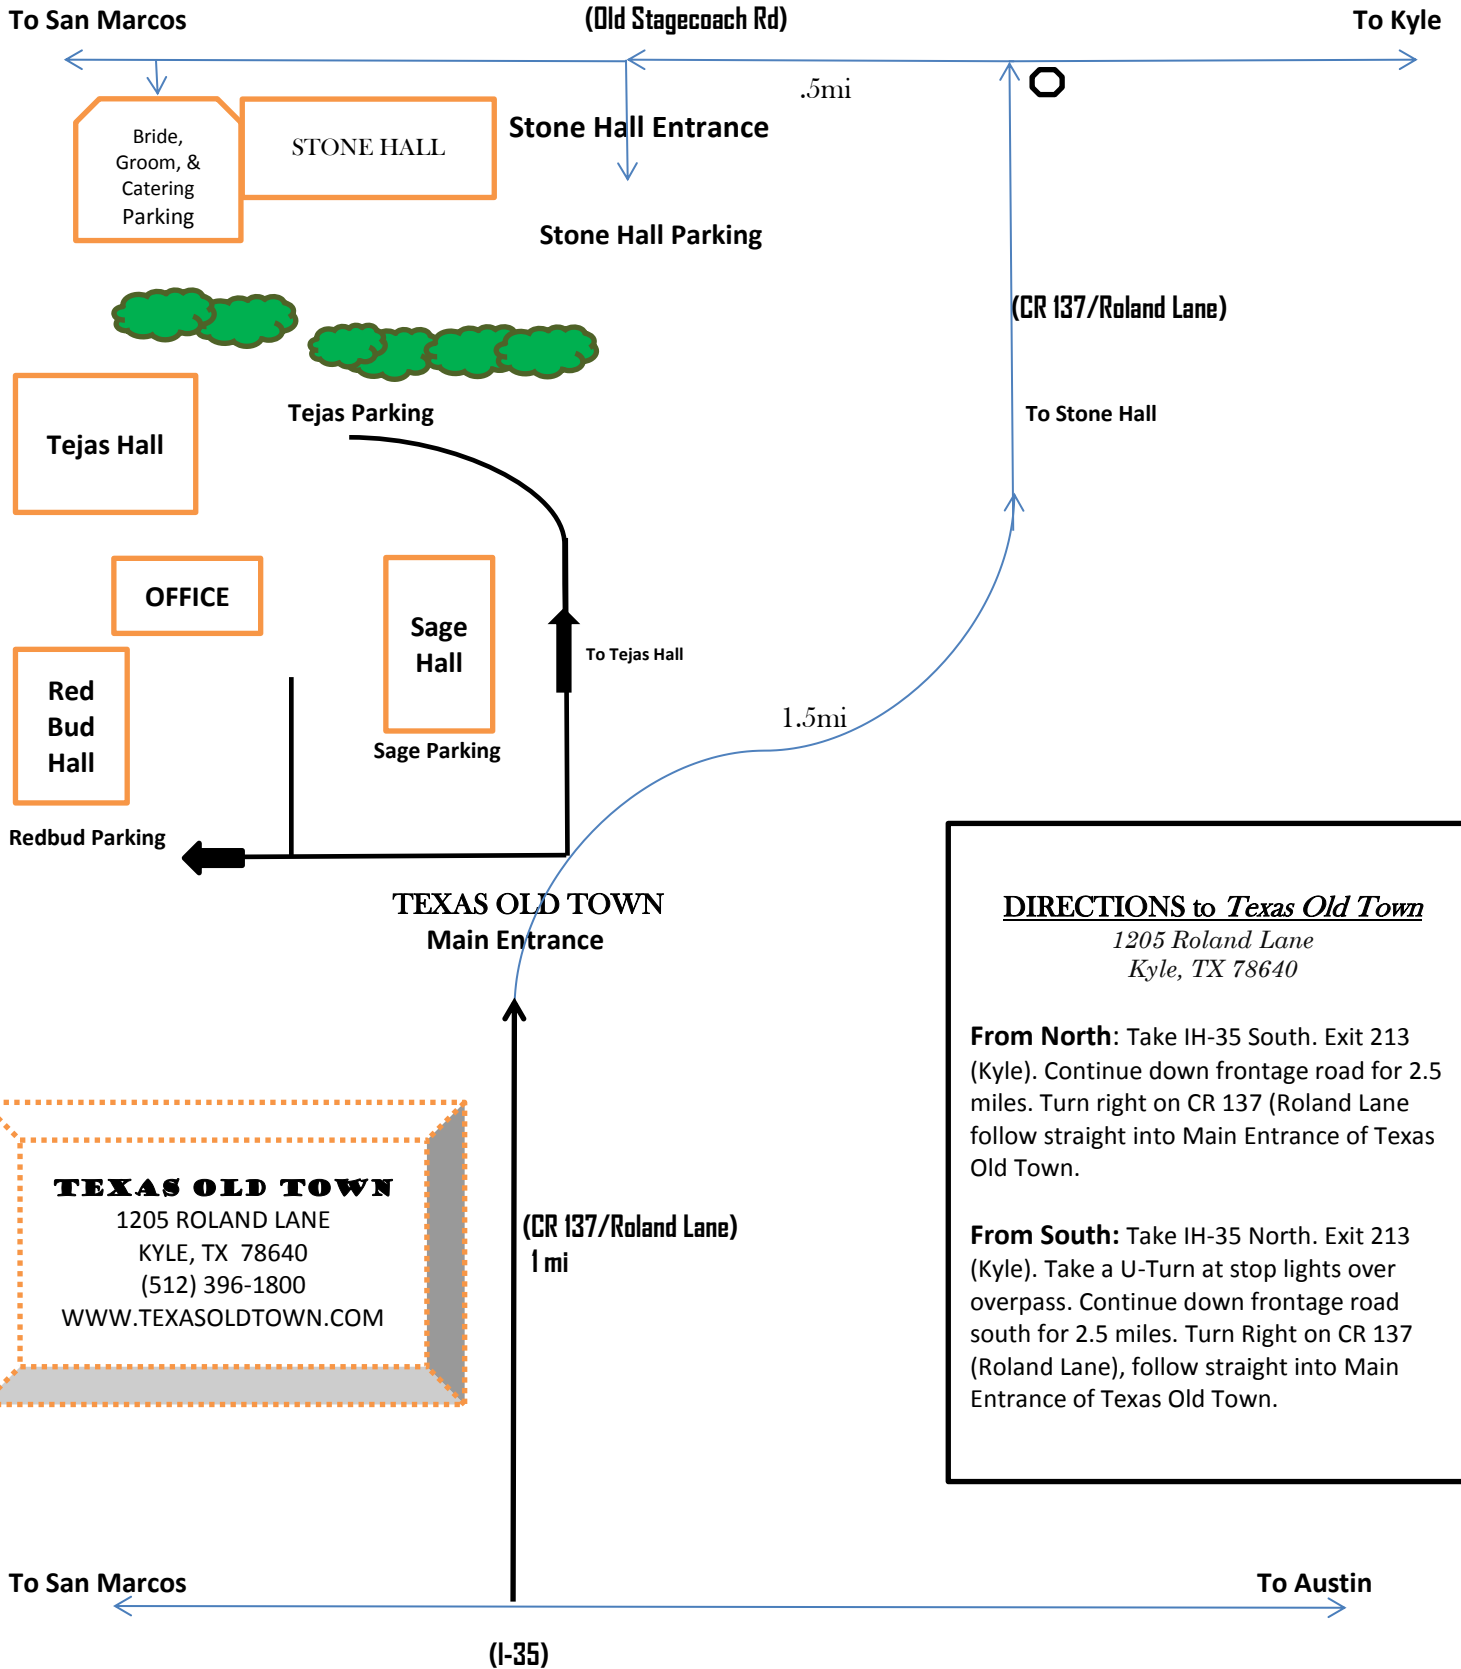 To San Marcos
(Old Stagecoach Rd)
To Kyle
.5mi
Bride,
Groom, &
Catering
Parking
STONE HALL
Stone Hall Entrance
Stone Hall Parking
(CR 137/Roland Lane)
To Stone Hall
Tejas Parking
Tejas Hall
OFFICE
Sage
Hall
To Tejas Hall
Red
Bud
Hall
Sage Parking
1.5mi
Redbud Parking
TEXAS OLD TOWN
Main Entrance
DIRECTIONS to Texas Old Town
1205 Roland Lane
Kyle, TX 78640
From North: Take IH-35 South. Exit 213
(Kyle). Continue down frontage road for 2.5
miles. Turn right on CR 137 (Roland Lane
follow straight into Main Entrance of Texas
Old Town.
From South: Take IH-35 North. Exit 213
(Kyle). Take a U-Turn at stop lights over
overpass. Continue down frontage road
south for 2.5 miles. Turn Right on CR 137
(Roland Lane), follow straight into Main
Entrance of Texas Old Town.
TEXAS OLD TOWN
1205 ROLAND LANE
KYLE, TX 78640
(512) 396-1800
WWW.TEXASOLDTOWN.COM
(CR 137/Roland Lane)
1 mi
To San Marcos
To Austin
(I-35)